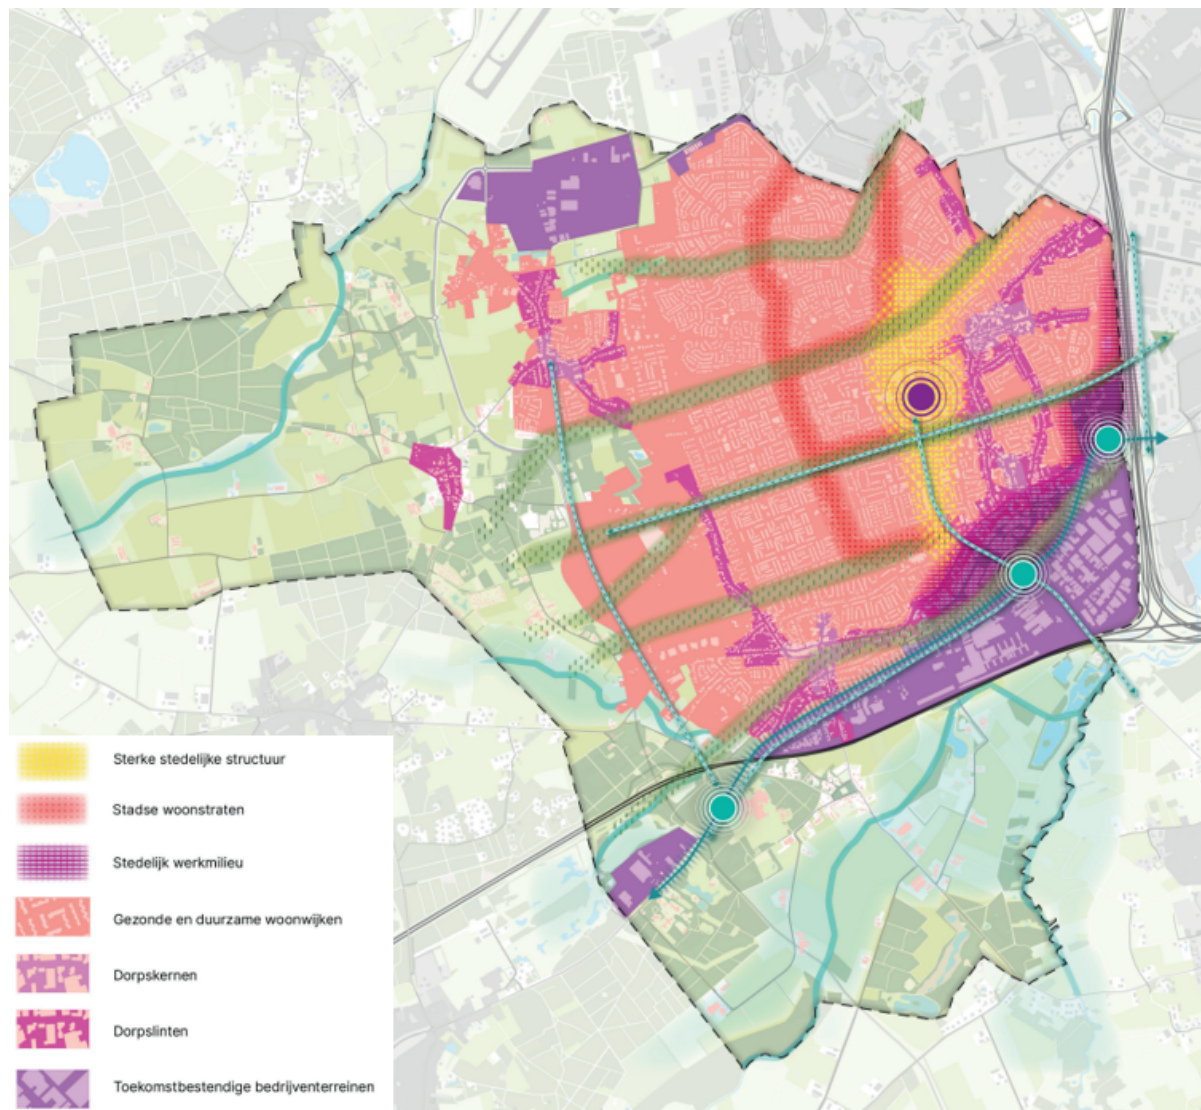 Sterke stedelijke structuur
Stadse woonstraten
Stedelijk werkmilieu
Gezonde en duurzame woonwijken
Dorpskernen
Dorpslinten
Toekomstbestendige bedrijventerreinen